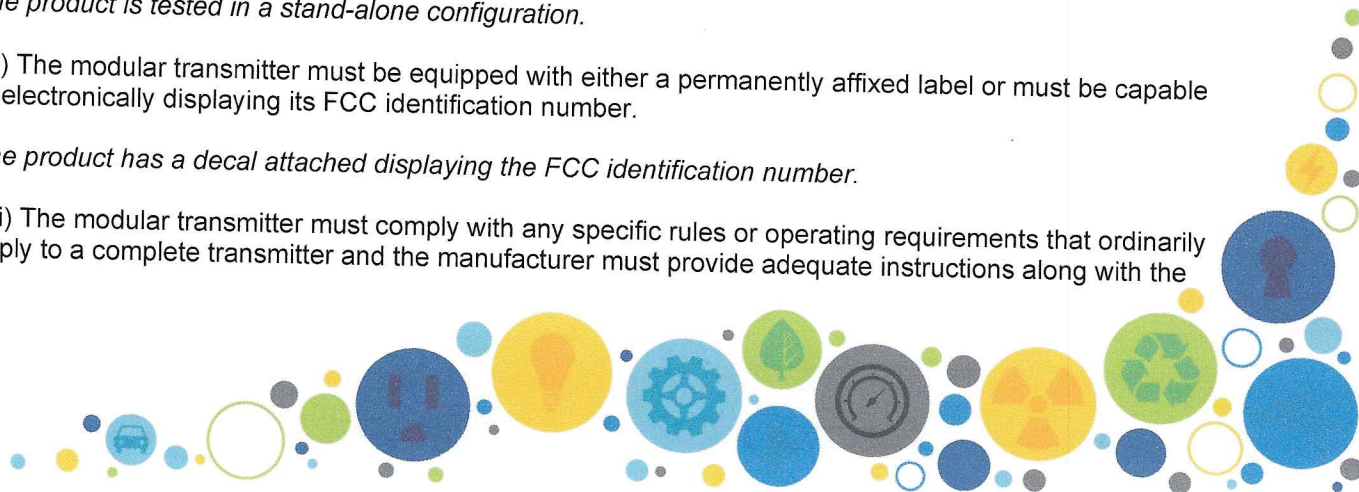 product is tested in a stand-alone configuration.
) The modular transmitter must be equipped with either a permanently affixed label or must be capable
electronically displaying its FCC identification number.
product has a decal attached displaying the FCC identification number.
i) The modular transmitter must comply with any specific rules or operating requirements that ordinarily
ply to a complete transmitter and the manufacturer must provide adequate instructions along with the